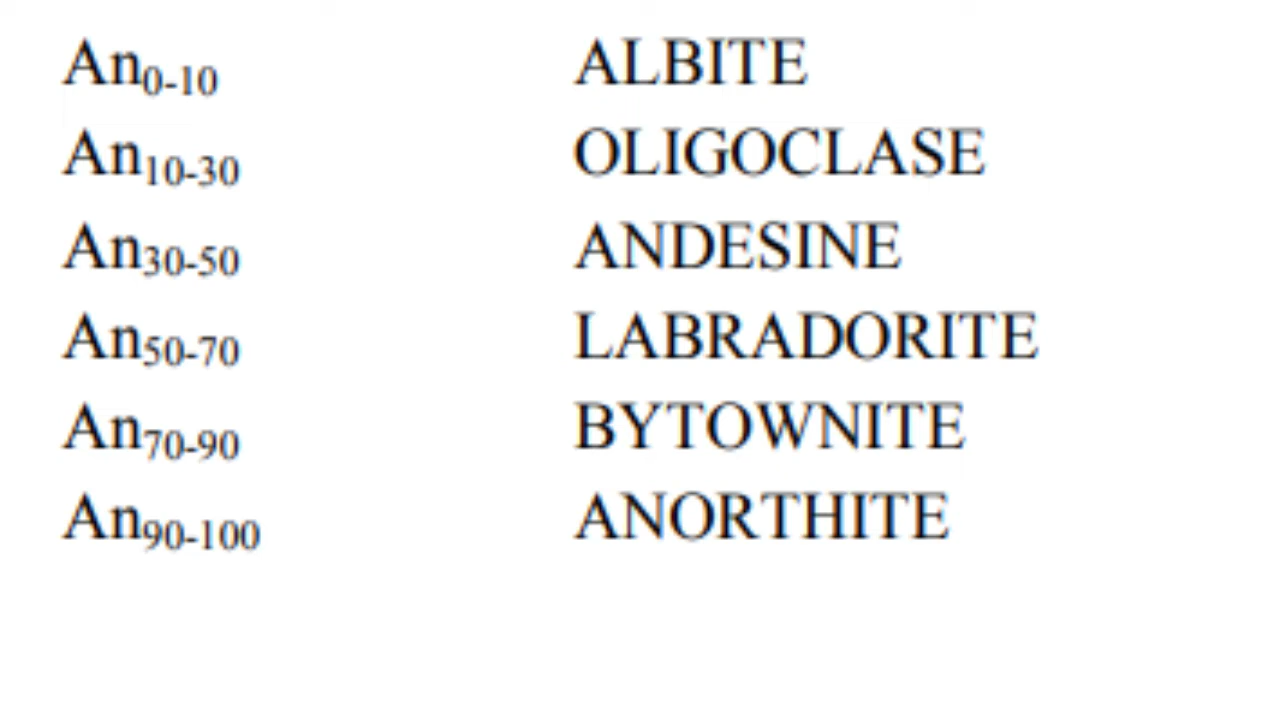 An0-10 ALBITE
An10-30 OLIGOCLASE
An30-50 ANDESINE
An50-70 LABRADORITE
An70-90 BYTOWNITE
An90-100 ANORTHITE